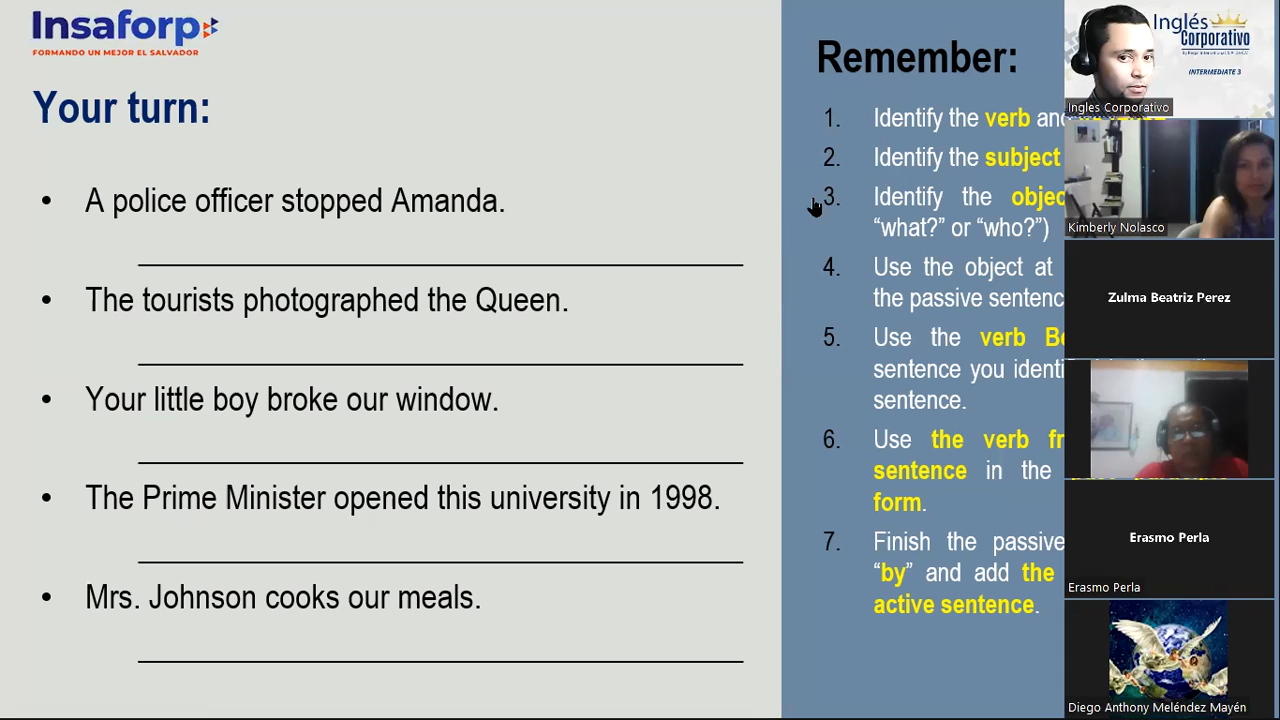 Insaforp
FORMANDO UN MEJOR EL SALVADOR
Your turn:
• A police officer stopped Amanda.
• The tourists photographed the Queen.
• Your little boy broke our window.
• The Prime Minister opened this university in 1998.
• Mrs. Johnson cooks our meals.
Remember:
1. Identify the verb and
2. Identify the subject
3. Identify the
“what?” or “who?”)
4. Use the object at
the passive
5. Use the verb
sentence you
sentence.
6. Use the verb
sentence in the
form.
7. Finish the passive
“by” and add the
active sentence.
Inglés
Corporativo
INTERMEDIATE 3
Ingles Corporativo
Kimberly Nolasco
Zulma Beatriz Perez
Erasmo Perla
Erasmo Perla
Diego Anthony Meléndez Mayén